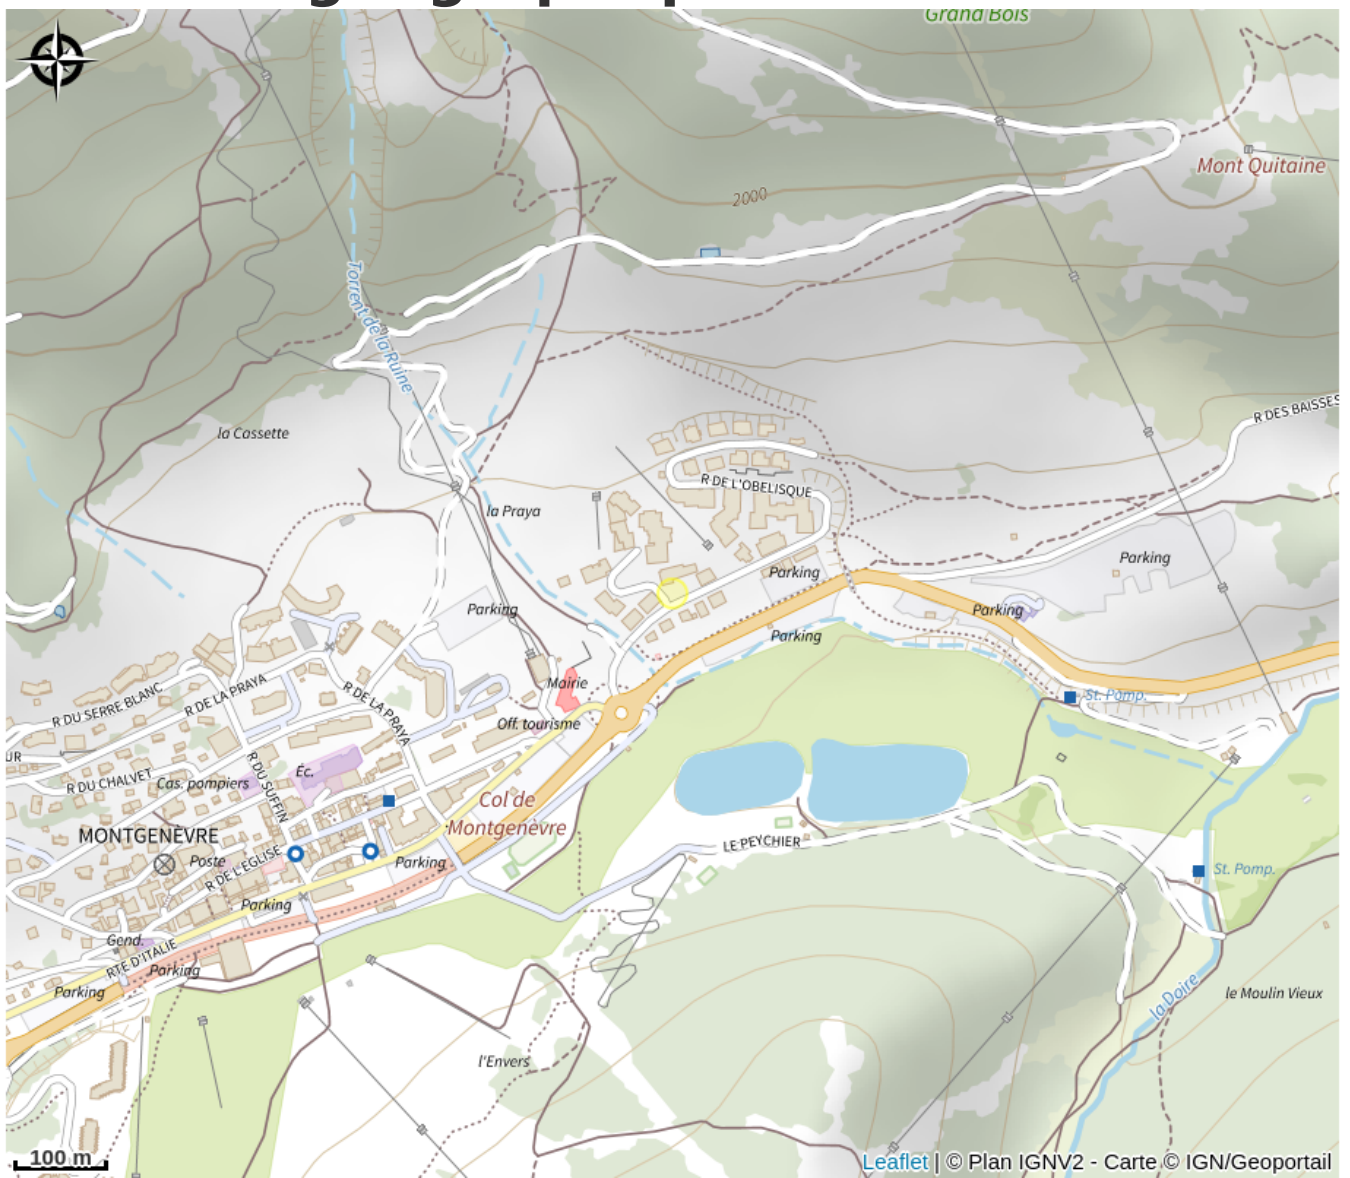 Grand Bois
Mont Quitaine
2000
Torrent de la Ruine
R DES BAISSES
la Cassette
R DE L'OBELISQUE
la Praya
Parking
Parking
Parking
Parking
Parking
Mairie
St. Pomp.
R DU SERRE BLANC
R DE LA PRAYA
R DE LA PRAYA
Off. tourisme
UR
R DU CHALVET
Cas. pompiers
Éc.
R DU SUFFIN
Col de
Montgenèvre
MONTGENÈVRE
Poste
R DE L'EGLISE
Parking
LE PEYCHIER
St. Pomp.
Parking
Gend.
RTE D'ITALIE
Parking
Parking
la Doire
le Moulin Vieux
l'Envers
100 m
Leaflet | © Plan IGNV2 - Carte © IGN/Geoportail